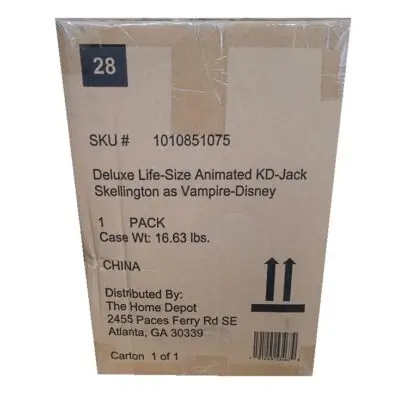 28
SKU # 1010851075
Deluxe Life-Size Animated KD-Jack
Skellington as Vampire-Disney
1 PACK
Case Wt: 16.63 lbs.
CHINA
Distributed By:
The Home Depot
2455 Paces Ferry Rd SE
Atlanta, GA 30339
Carton 1 of 1